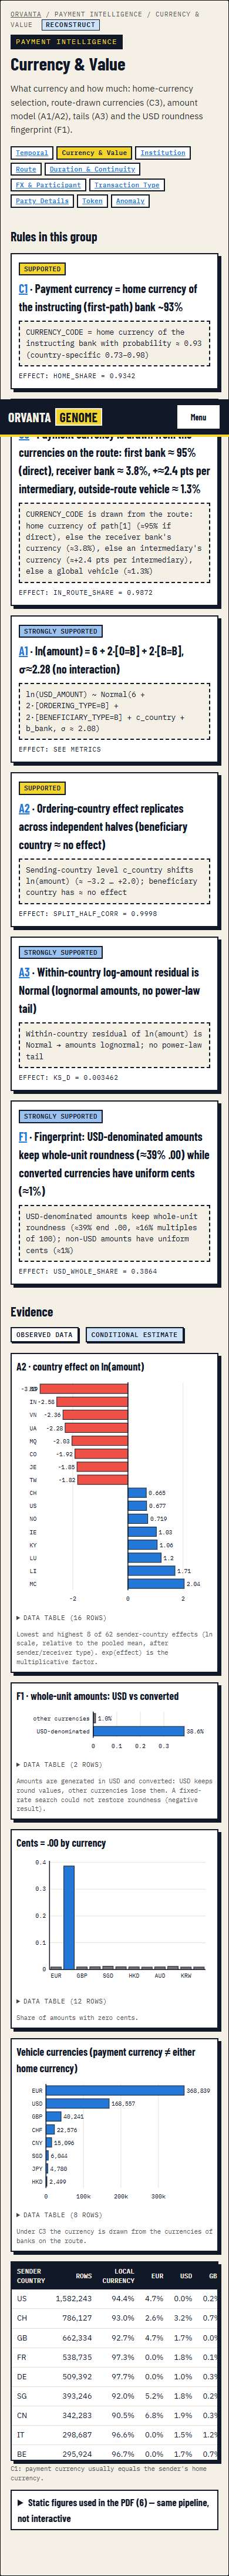 ORVANTA / PAYMENT INTELLIGENCE / CURRENCY &
VALUE RECONSTRUCT
PAYMENT INTELLIGENCE
Currency & Value
What currency and how much: home-currency
selection, route-drawn currencies (C3), amount
model (A1/A2), tails (A3) and the USD roundness
fingerprint (F1).
Temporal Currency & Value Institution
Route Duration & Continuity
FX & Participant Transaction Type
Party Details Token Anomaly
Rules in this group
SUPPORTED
C1 · Payment currency = home currency of
the instructing (first-path) bank ~93%
CURRENCY_CODE = home currency of the
instructing bank with probability ≈ 0.93
(country-specific 0.73–0.98)
EFFECT: HOME_SHARE = 0.9342
ORVANTA GENOME Menu
currencies on the route: first bank ≈ 95%
(direct), receiver bank ≈ 3.8%, +≈2.4 pts per
intermediary, outside-route vehicle ≈ 1.3%
CURRENCY_CODE is drawn from the route:
home currency of path[1] (≈95% if
direct), else the receiver bank's
currency (≈3.8%), else an intermediary's
currency (≈+2.4 pts per intermediary),
else a global vehicle (≈1.3%)
EFFECT: IN_ROUTE_SHARE = 0.9872
STRONGLY SUPPORTED
A1 · ln(amount) = 6 + 2·[O=B] + 2·[B=B],
σ≈2.28 (no interaction)
ln(USD_AMOUNT) ~ Normal(6 +
2·[ORDERING_TYPE=B] +
2·[BENEFICIARY_TYPE=B] + c_country +
b_bank, σ ≈ 2.08)
EFFECT: SEE METRICS
SUPPORTED
A2 · Ordering-country effect replicates
across independent halves (beneficiary
country ≈ no effect)
Sending-country level c_country shifts
ln(amount) (≈ −3.2 … +2.0); beneficiary
country has ≈ no effect
EFFECT: SPLIT_HALF_CORR = 0.9998
STRONGLY SUPPORTED
A3 · Within-country log-amount residual is
Normal (lognormal amounts, no power-law
tail)
Within-country residual of ln(amount) is
Normal → amounts lognormal; no power-law
tail
EFFECT: KS_D = 0.003462
STRONGLY SUPPORTED
F1 · Fingerprint: USD-denominated amounts
keep whole-unit roundness (≈39% .00) while
converted currencies have uniform cents
(≈1%)
USD-denominated amounts keep whole-unit
roundness (≈39% end .00, ≈16% multiples
of 100); non-USD amounts have uniform
cents (≈1%)
EFFECT: USD_WHOLE_SHARE = 0.3864
Evidence
OBSERVED DATA CONDITIONAL ESTIMATE
A2 · country effect on ln(amount)
IN -2.58
VN -2.36
UA -2.28
MQ -2.03
CO -1.92
JE -1.85
TW -1.82
CH 0.665
US 0.677
NO 0.719
IE 1.03
KY 1.06
LU 1.2
LI 1.71
MC 2.04
-2 0 2
▶ DATA TABLE (16 ROWS)
Lowest and highest 8 of 62 sender-country effects (ln
scale, relative to the pooled mean, after
sender/receiver type). exp(effect) is the
multiplicative factor.
F1 · whole-unit amounts: USD vs converted
other currencies 1.0%
USD-denominated 38.6%
0 0.1 0.2 0.3
▶ DATA TABLE (2 ROWS)
Amounts are generated in USD and converted: USD keeps
round values, other currencies lose them. A fixed-
rate search could not restore roundness (negative
result).
Cents = .00 by currency
0.4
0.3
0.2
0.1
0
EUR GBP SGD HKD AUD KRW
▶ DATA TABLE (12 ROWS)
Share of amounts with zero cents.
Vehicle currencies (payment currency ≠ either
home currency)
EUR 368,839
USD 168,557
GBP 40,241
CHF 22,576
CNY 15,096
SGD 6,044
JPY 4,780
HKD 2,499
0 100k 200k 300k
▶ DATA TABLE (8 ROWS)
Under C3 the currency is drawn from the currencies of
banks on the route.
SENDER COUNTRY ROWS LOCAL CURRENCY EUR USD GB
US 1,582,243 94.4% 4.7% 0.0% 0.2%
CH 786,127 93.0% 2.6% 3.2% 0.7%
GB 662,334 92.7% 4.7% 1.7% 0.0%
FR 538,735 97.3% 0.0% 1.8% 0.1%
DE 509,392 97.7% 0.0% 1.3% 0.0%
SG 393,246 92.0% 5.2% 1.8% 0.2%
CN 342,283 90.5% 6.8% 1.9% 0.3%
IT 298,687 96.6% 0.0% 1.5% 1.2%
BE 295,924 96.7% 0.0% 1.7% 0.7%
C1: payment currency usually equals the sender's home
currency.
▶ Static figures used in the PDF (6) — same pipeline,
not interactive